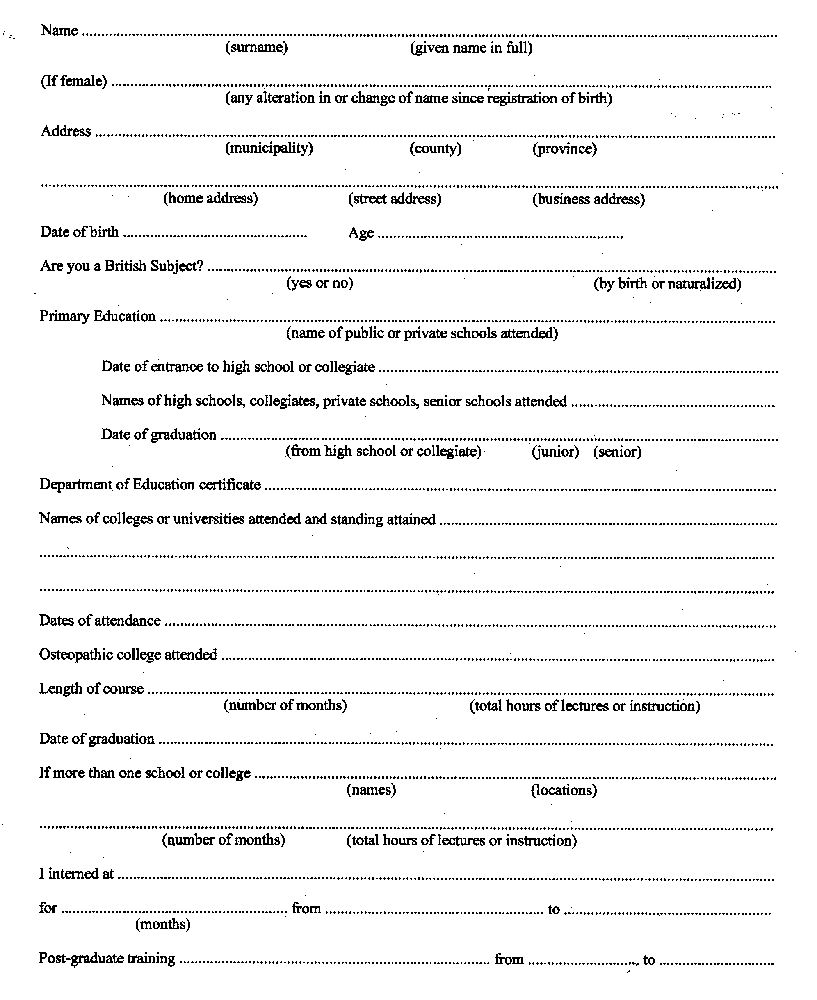 Name ....................
(surname) (given name in full)
(If female) ....................
(any alteration in or change of name since registration of birth)
Address ....................
(municipality) (county) (province)
....................
(home address) (street address) (business address)
Date of birth .................... Age ....................
Are you a British Subject? ....................
(yes or no) (by birth or naturalized)
Primary Education ....................
(name of public or private schools attended)
Date of entrance to high school or collegiate ....................
Names of high schools, collegiates, private schools, senior schools attended ....................
Date of graduation ....................
(from high school or collegiate) (junior) (senior)
Department of Education certificate ....................
Names of colleges or universities attended and standing attained ....................
....................
....................
Dates of attendance ....................
Osteopathic college attended ....................
Length of course ....................
(number of months) (total hours of lectures or instruction)
Date of graduation ....................
If more than one school or college ....................
(names) (locations)
....................
(number of months) (total hours of lectures or instruction)
I interned at ....................
for .................... from .................... to ....................
(months)
Post-graduate training .................... from .................... to ....................